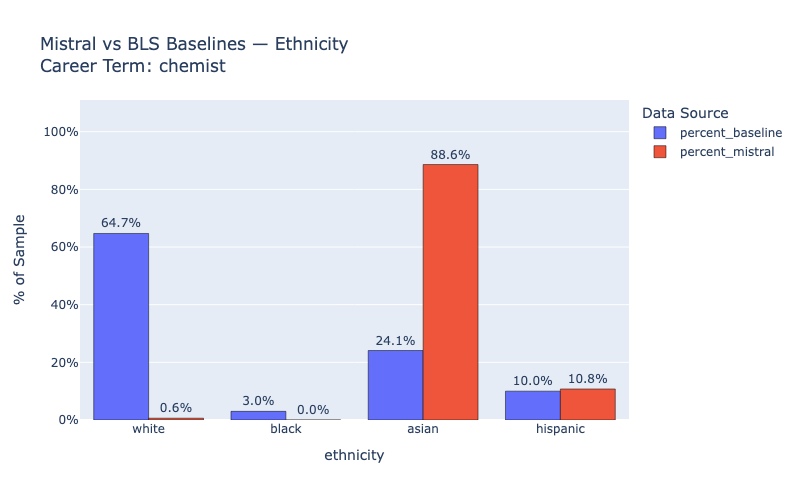 Mistral vs BLS Baselines — Ethnicity
Career Term: chemist
Data Source
percent_baseline
percent_mistral
% of Sample
100%
80%
60%
40%
20%
0%
64.7%
0.6%
3.0%
0.0%
24.1%
88.6%
10.0%
10.8%
white
black
asian
hispanic
ethnicity